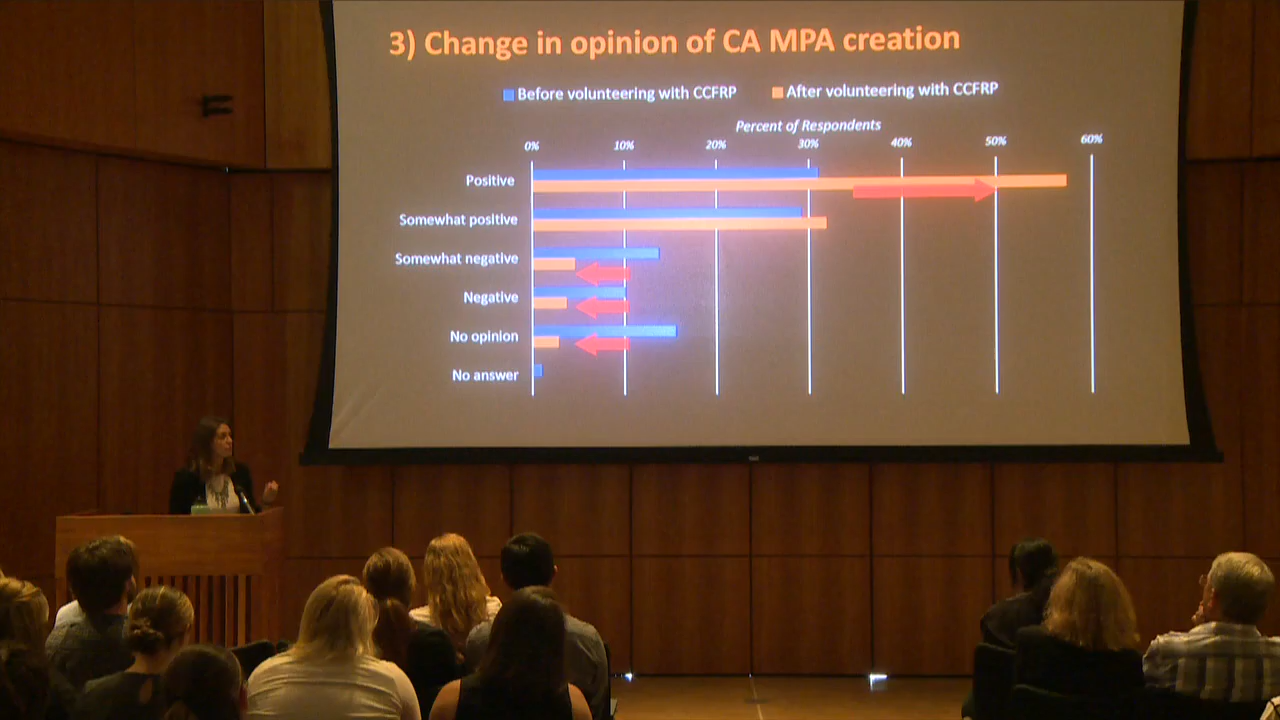 3) Change in opinion of CA MPA creation
Before volunteering with CCFRP After volunteering with CCFRP
Percent of Respondents
0% 10% 20% 30% 40% 50% 60%
Positive
Somewhat positive
Somewhat negative
Negative
No opinion
No answer